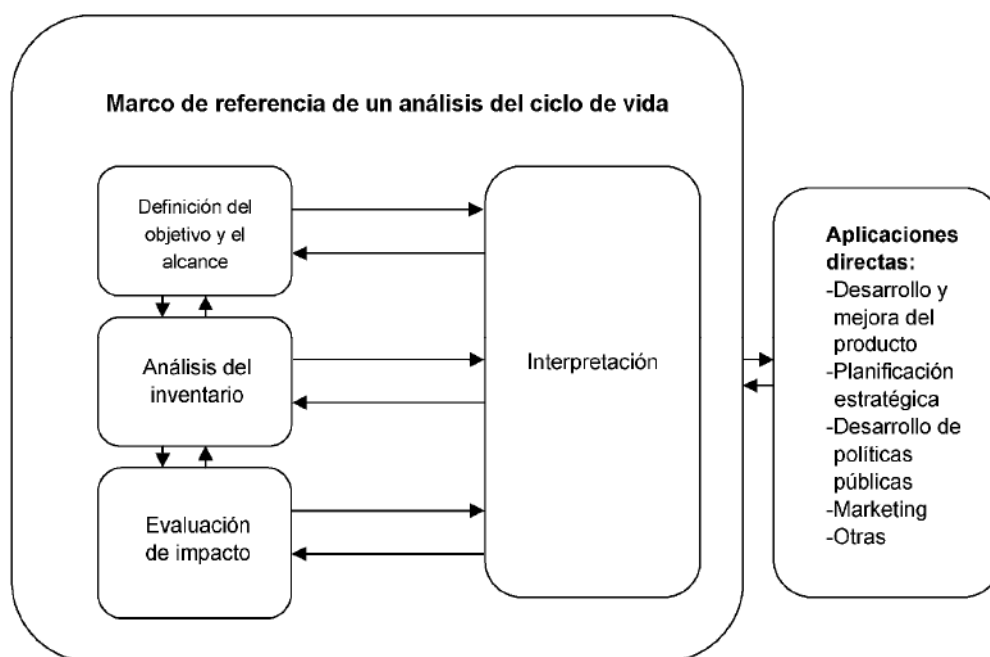 Marco de referencia de un análisis del ciclo de vida
Definición del
objetivo y el
alcance
Análisis del
inventario
Evaluación
de impacto
Interpretación
Aplicaciones
directas:
-Desarrollo y
mejora del
producto
-Planificación
estratégica
-Desarrollo de
políticas
públicas
-Marketing
-Otras